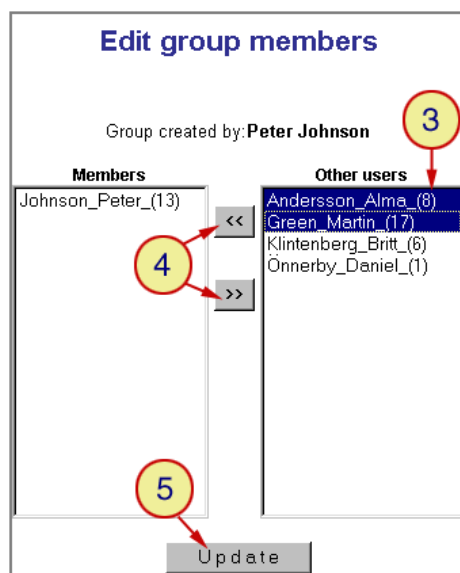 Edit group members
3
Group created by:Peter Johnson
Members
Other users
Johnson_Peter_(13)
Andersson_Alma_(8)
Green_Martin_(17)
Klintenberg_Britt_(6)
Önnerby_Daniel_(1)
<<
4
>>
5
Update